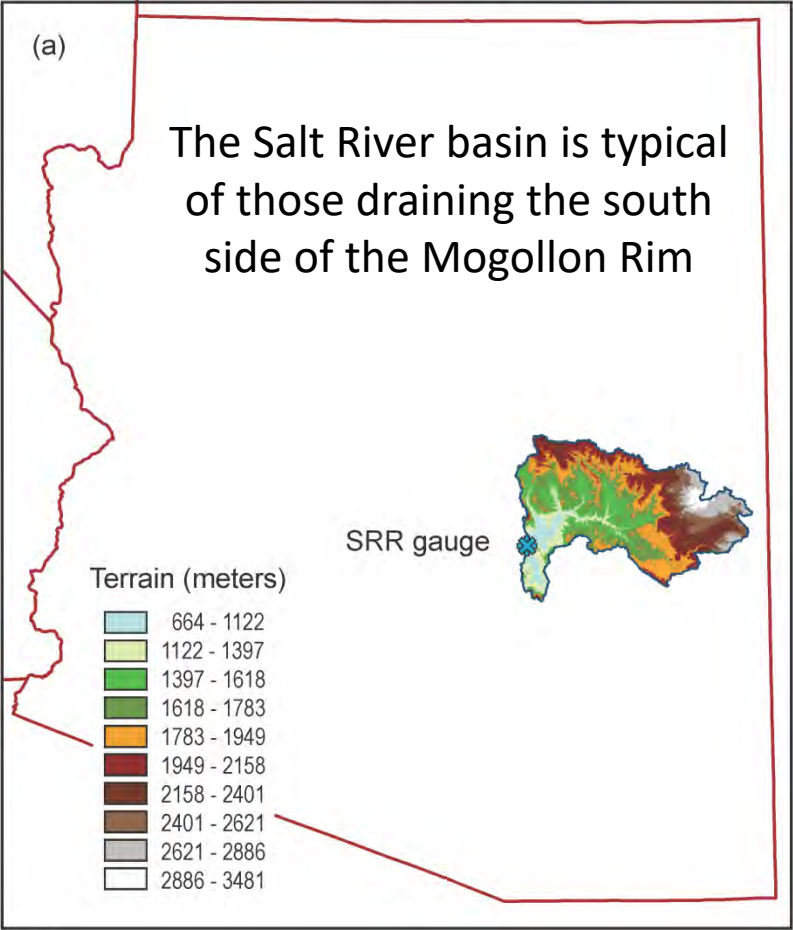 (a)
The Salt River basin is typical
of those draining the south
side of the Mogollon Rim
SRR gauge
Terrain (meters)
664 - 1122
1122 - 1397
1397 - 1618
1618 - 1783
1783 - 1949
1949 - 2158
2158 - 2401
2401 - 2621
2621 - 2886
2886 - 3481